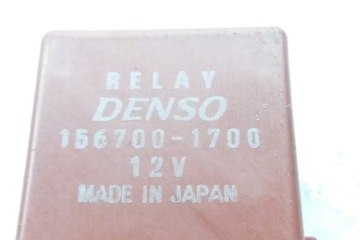 RELAY
DENSO
156700-1700
12V
MADE IN JAPAN